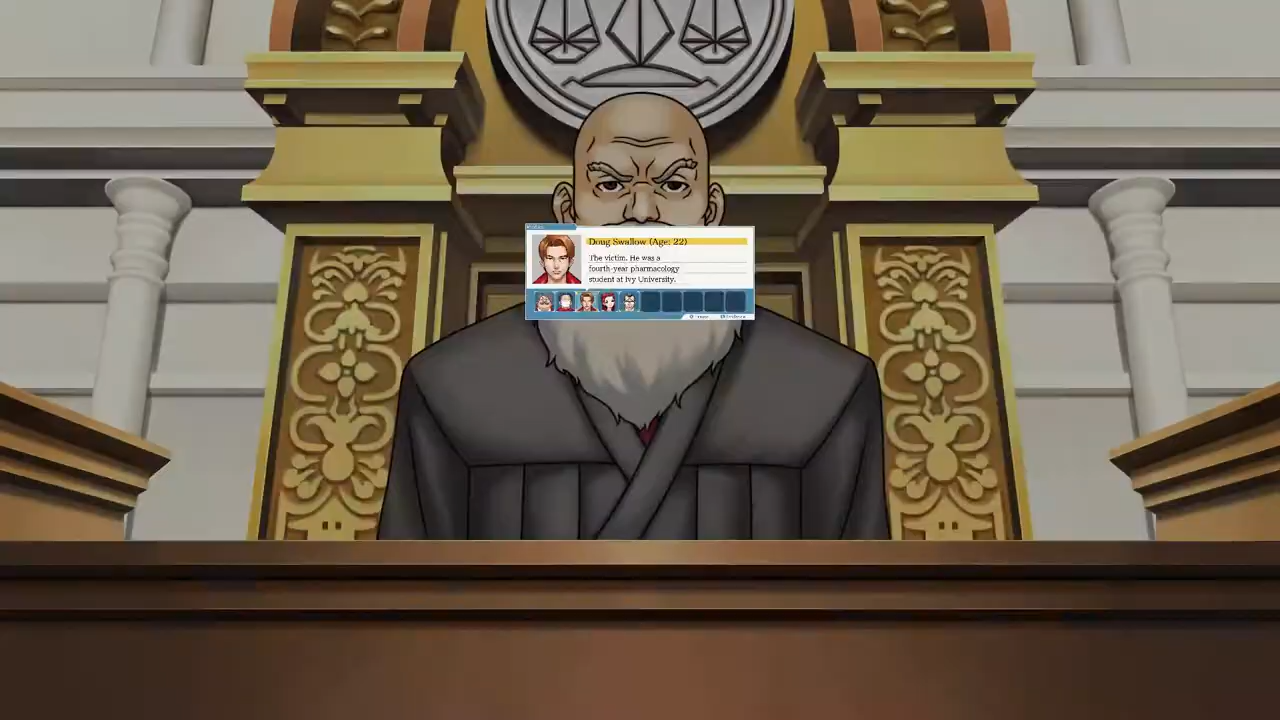 Doug Swallow (Age: 22)
The victim. He was a
fourth-year pharmacology
student at Ivy University.